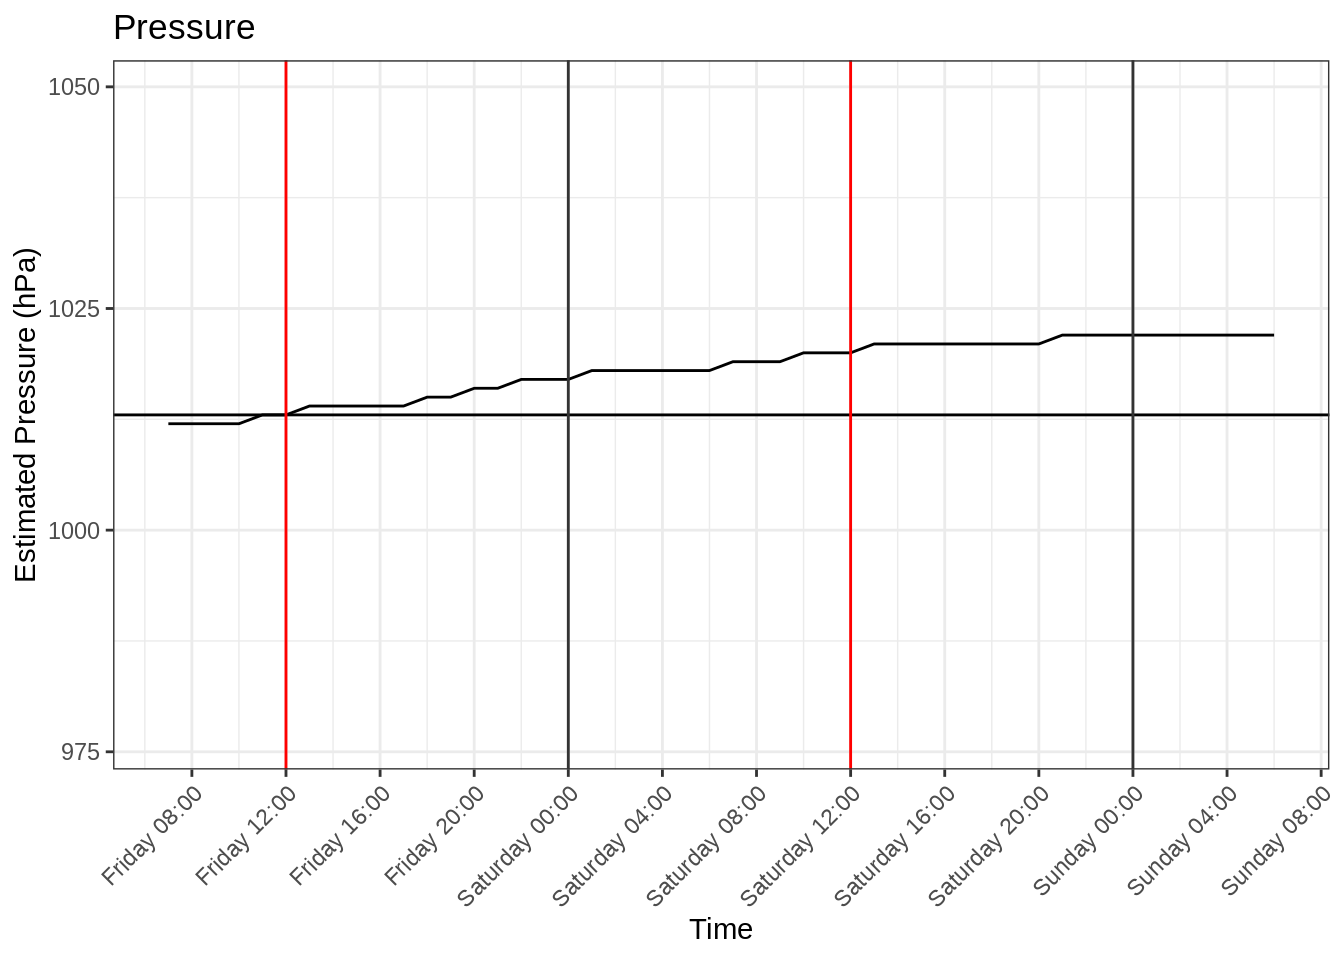 Pressure
Estimated Pressure (hPa)
1050
1025
1000
975
Friday 08:00
Friday 12:00
Friday 16:00
Friday 20:00
Saturday 00:00
Saturday 04:00
Saturday 08:00
Saturday 12:00
Saturday 16:00
Saturday 20:00
Sunday 00:00
Sunday 04:00
Sunday 08:00
Time